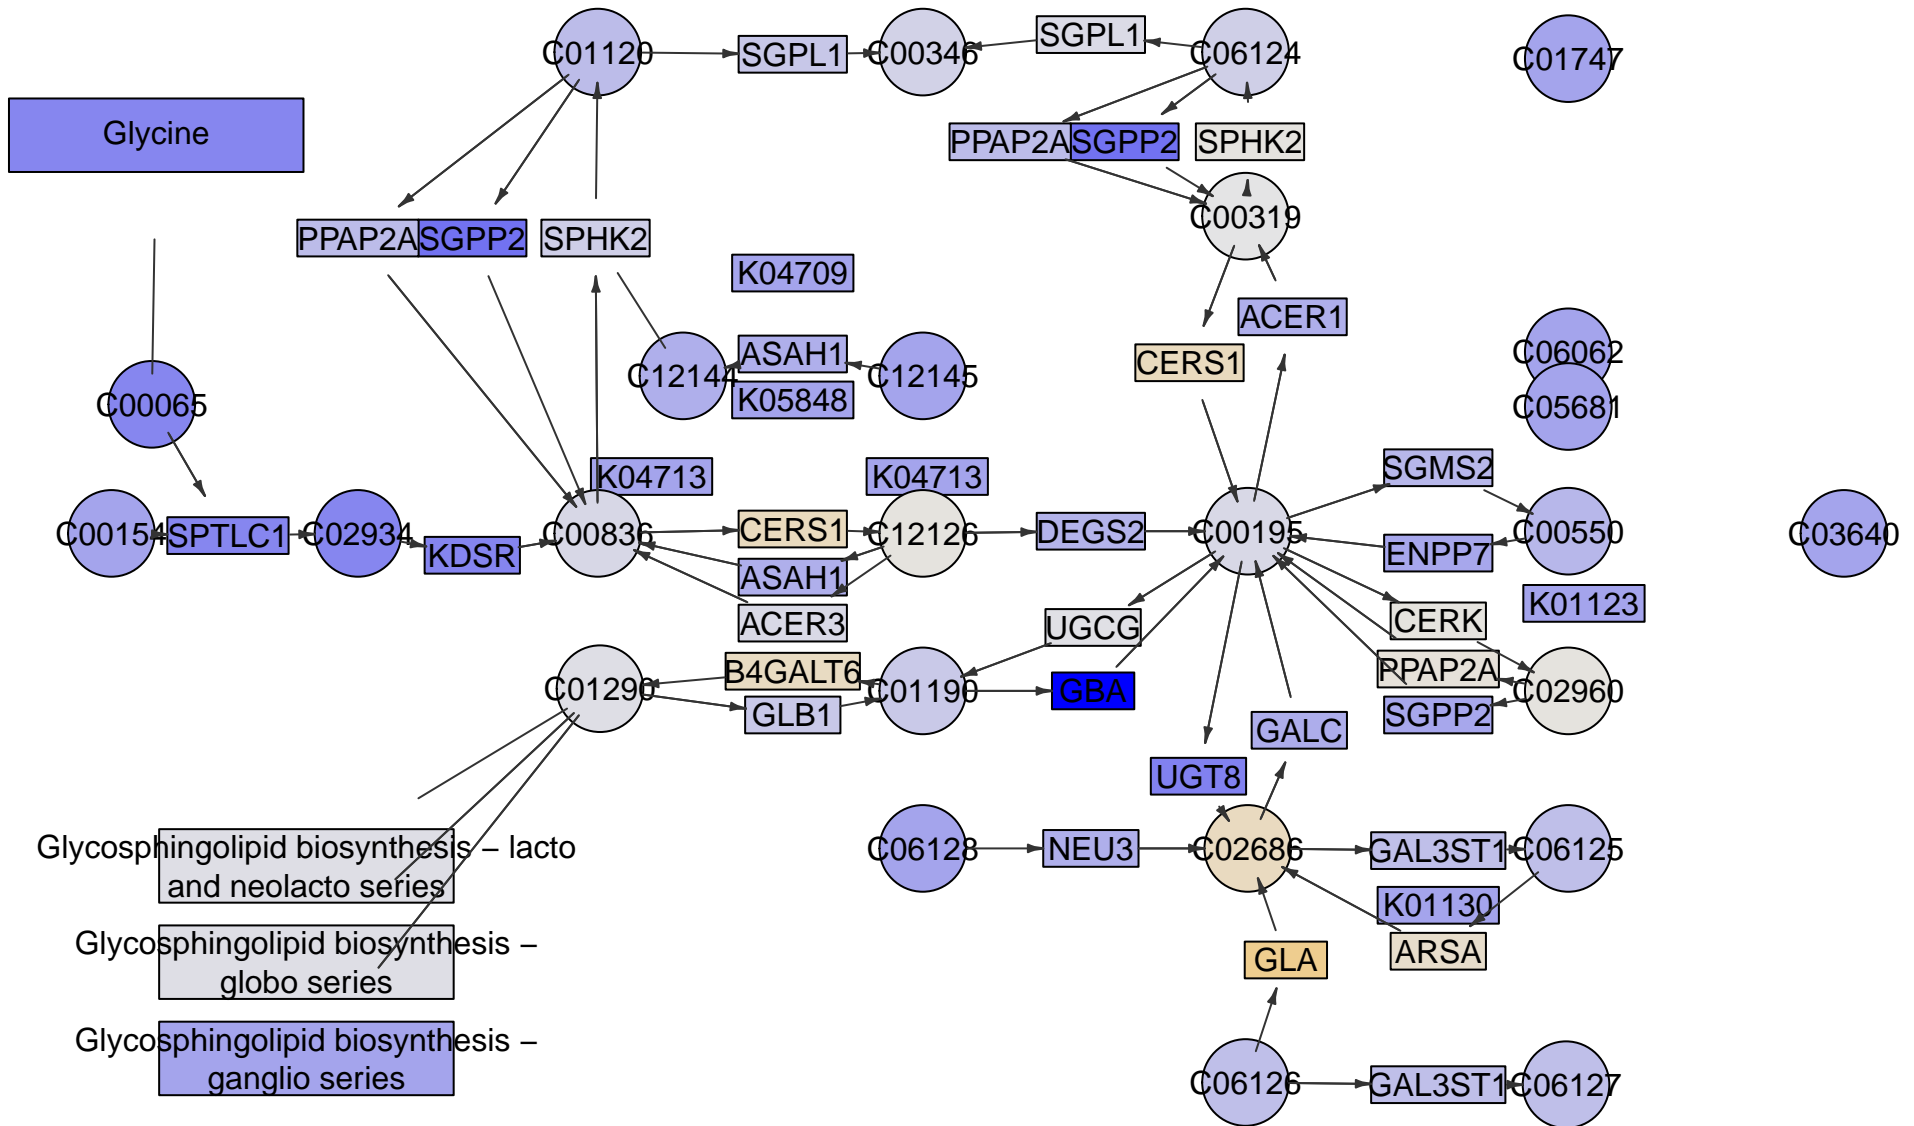 C01120
SGPL1
C00346
SGPL1
C06124
C01747
Glycine
PPAP2A
SGPP2
SPHK2
C00319
PPAP2A
SGPP2
SPHK2
K04709
ACER1
C12144
ASAH1
C12145
CERS1
C06062
K05848
C00065
C05681
K04713
K04713
SGMS2
C00154
SPTLC1
C02934
KDSR
C00836
CERS1
C12126
DEGS2
C00195
C00550
C03640
ENPP7
ASAH1
K01123
ACER3
UGCG
CERK
B4GALT6
PPAP2A
C01290
C01190
GBA
C02960
GLB1
SGPP2
GALC
UGT8
Glycosphingolipid biosynthesis – lacto
and neolacto series
C06128
NEU3
C02686
GAL3ST1
C06125
K01130
Glycosphingolipid biosynthesis –
globo series
GLA
ARSA
Glycosphingolipid biosynthesis –
ganglio series
C06126
GAL3ST1
C06127